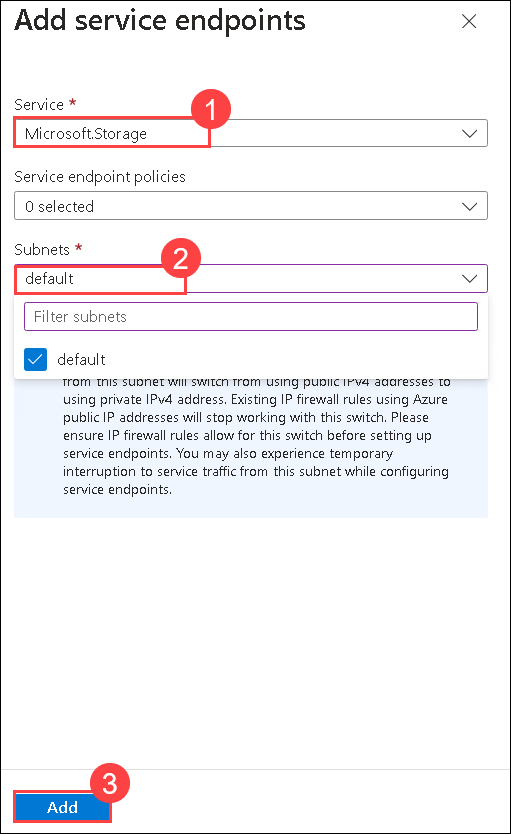 Add service endpoints
Service *
1
Microsoft.Storage
Service endpoint policies
0 selected
Subnets *
2
default
Filter subnets
default
from this subnet will switch from using public IPv4 addresses to
using private IPv4 address. Existing IP firewall rules using Azure
public IP addresses will stop working with this switch. Please
ensure IP firewall rules allow for this switch before setting up
service endpoints. You may also experience temporary
interruption to service traffic from this subnet while configuring
service endpoints.
3
Add